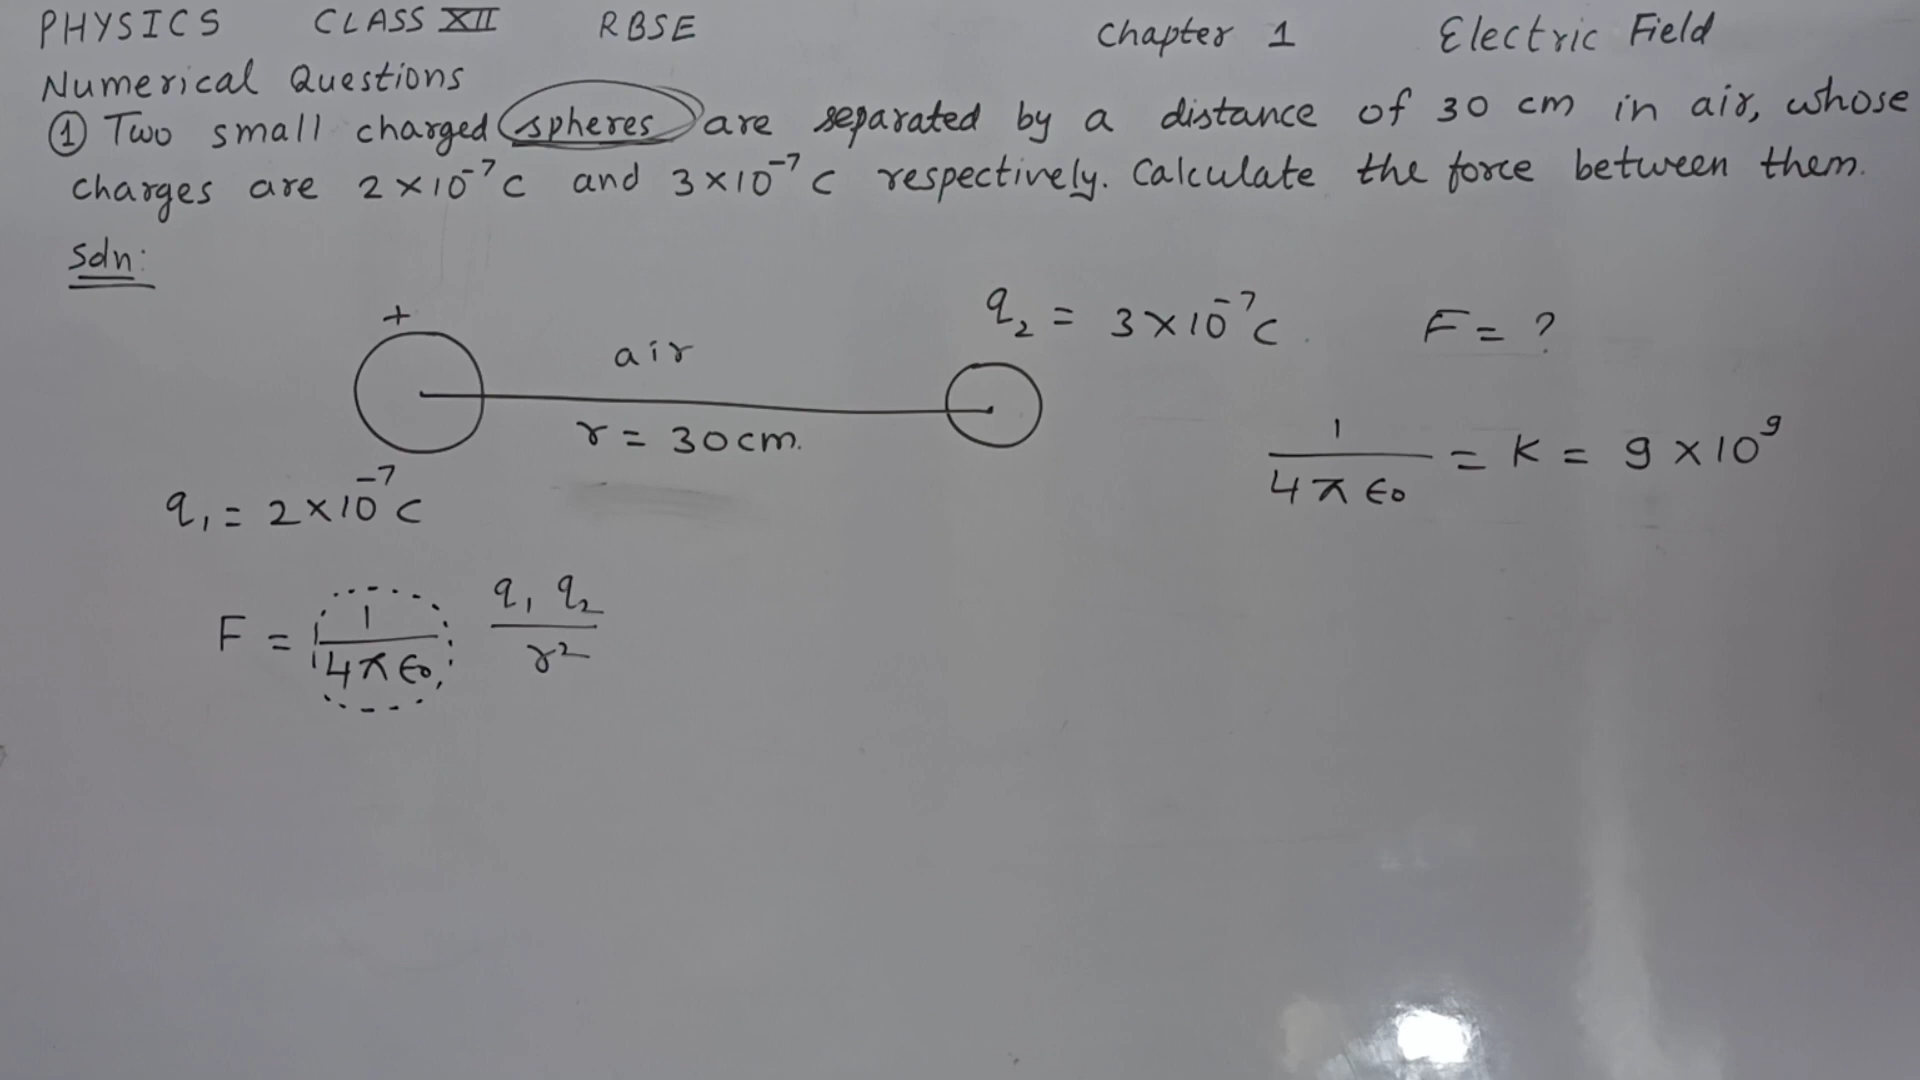 PHYSICS CLASS XII RBSE Chapter 1 Electric Field
Numerical Questions
① Two small charged spheres are separated by a distance of 30 cm in air, whose
charges are 2×10⁻⁷C and 3×10⁻⁷C respectively. Calculate the force between them.
Soln:
+
air
r = 30cm.
q₂ = 3×10⁻⁷C. F = ?
1/4πϵ₀ = K = 9×10⁹
q₁ = 2×10⁻⁷C
F = 1/4πϵ₀ q₁ q₂/r²